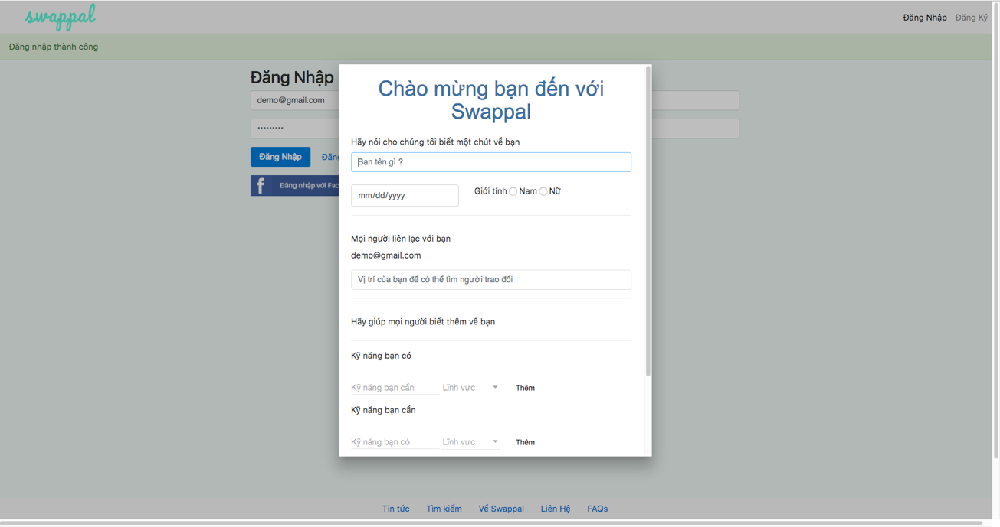 swappal
Đăng Nhập Đăng Ký
Đăng nhập thành công
Đăng Nhập
demo@gmail.com
•••••••••
Đăng Nhập
Đăng nhập với
Chào mừng bạn đến với
Swappal
Hãy nói cho chúng tôi biết một chút về bạn
Bạn tên gì ?
mm/dd/yyyy
Giới tính Nam Nữ
Mọi người liên lạc với bạn
demo@gmail.com
Vị trí của bạn để có thể tìm người trao đổi
Hãy giúp mọi người biết thêm về bạn
Kỹ năng bạn có
Kỹ năng bạn cần Lĩnh vực Thêm
Kỹ năng bạn cần
Kỹ năng bạn có Lĩnh vực Thêm
Tin tức Tìm kiếm Về Swappal Liên Hệ FAQs